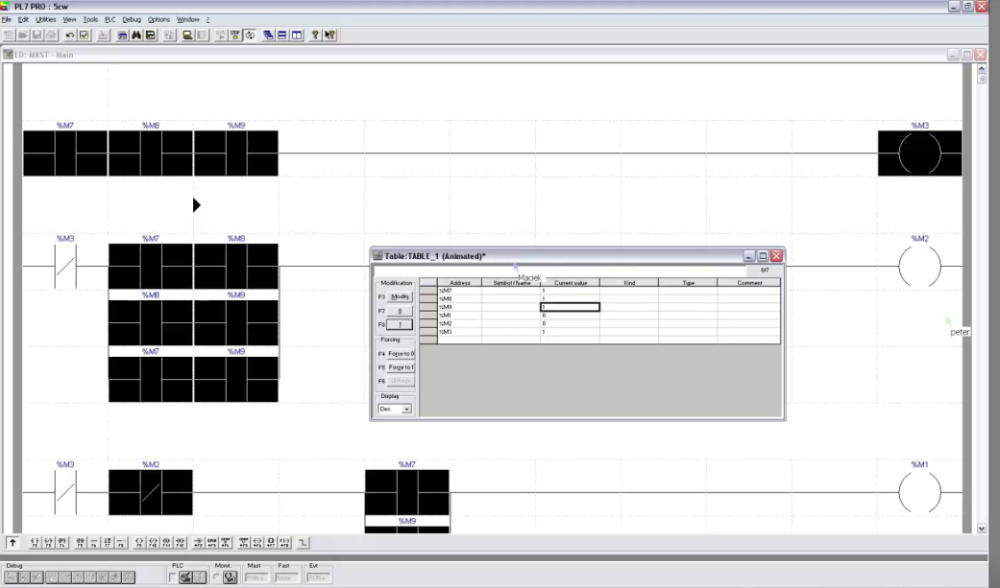 PL7 PRO : 5cw
File Edit Utilities View Tools PLC Debug Options Window ?
LD: MAST - Main
%M7 %M8 %M9 %M3
%M3 %M7 %M8 %M2
%M8 %M9
%M7 %M9
%M3 %M2 %M7 %M1
%M9
Table:TABLE_1 (Animated)*
Maciek
6/7
Modification
F3 Modify
F7 0
F8 1
Forcing
F4 Force to 0
F5 Force to 1
F6 Unforce
Display
Dec.
Address Symbol / Name Current value Kind Type Comment
%M7 1
%M8 1
%M9 1
%M1 0
%M2 0
%M3 1
peter
Debug PLC Monit. Mast Fast Evt